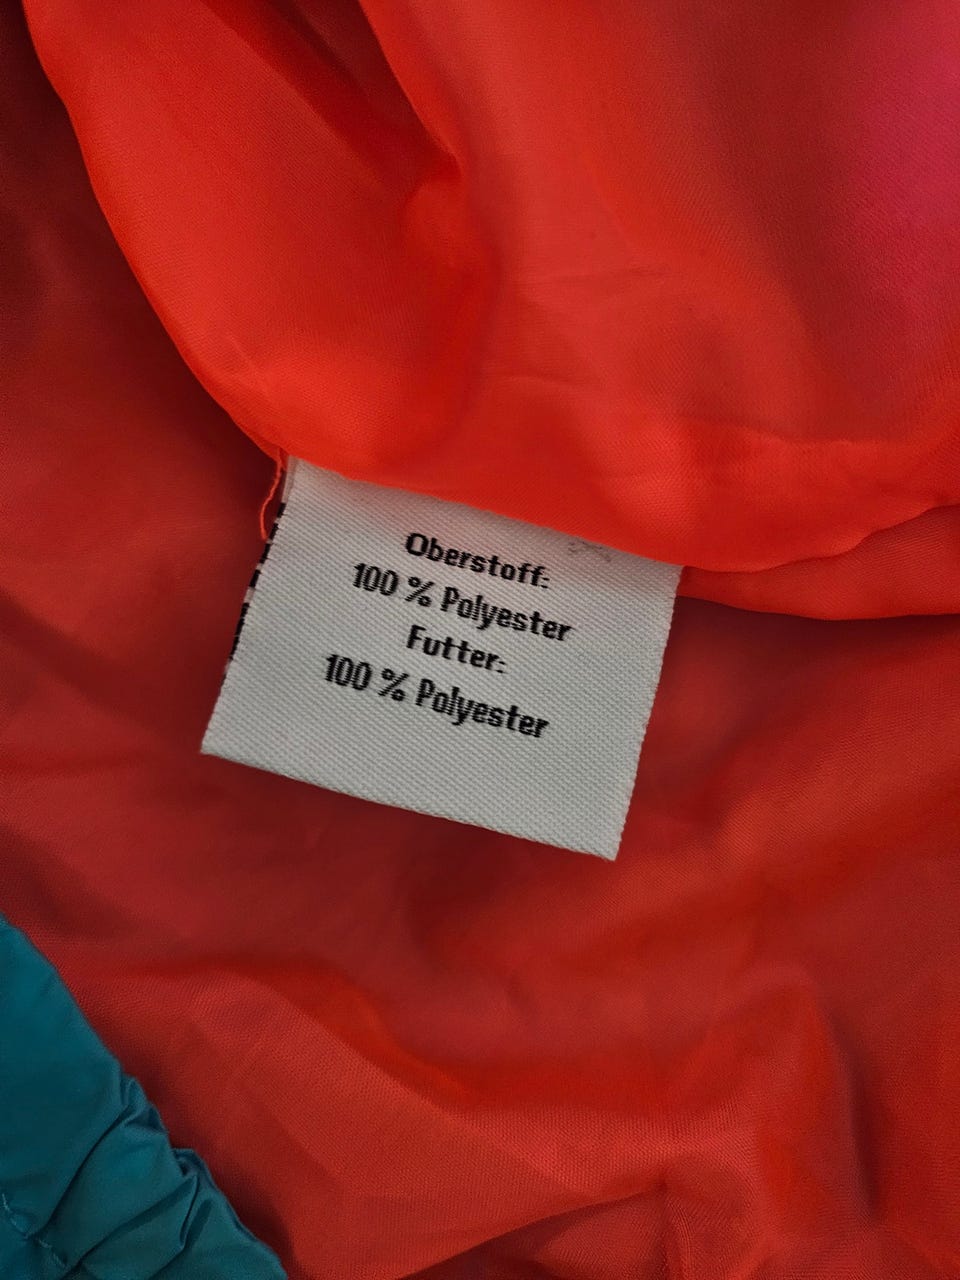 Oberstoff:
100 % Polyester
Futter:
100 % Polyester